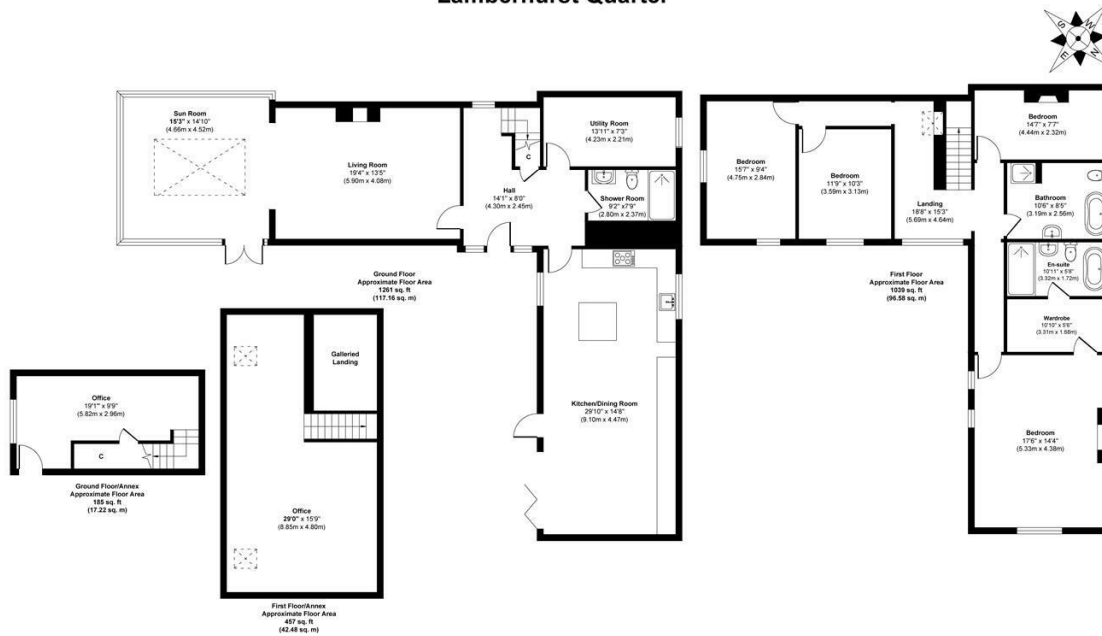 Lamberhurst Quarter
S
W
E
N
Sun Room
15'3" x 14'10"
(4.66m x 4.52m)
Living Room
19'4" x 13'5"
(5.90m x 4.08m)
Hall
14'1" x 8'0"
(4.30m x 2.45m)
C
Utility Room
13'11" x 7'3"
(4.23m x 2.21m)
Shower Room
9'2" x 7'9"
(2.80m x 2.37m)
Kitchen/Dining Room
29'10" x 14'8"
(9.10m x 4.47m)
Ground Floor
Approximate Floor Area
1261 sq. ft
(117.16 sq. m)
Bedroom
15'7" x 9'4"
(4.75m x 2.84m)
Bedroom
11'9" x 10'3"
(3.59m x 3.13m)
Landing
18'8" x 15'3"
(5.69m x 4.64m)
Bedroom
14'7" x 7'7"
(4.44m x 2.32m)
Bathroom
10'6" x 8'5"
(3.19m x 2.56m)
En-suite
10'11" x 5'8"
(3.32m x 1.72m)
Wardrobe
10'10" x 5'6"
(3.31m x 1.68m)
Bedroom
17'6" x 14'4"
(5.33m x 4.38m)
First Floor
Approximate Floor Area
1039 sq. ft
(96.58 sq. m)
Office
19'1" x 9'9"
(5.82m x 2.96m)
C
Ground Floor/Annex
Approximate Floor Area
185 sq. ft
(17.22 sq. m)
Galleried
Landing
Office
29'0" x 15'9"
(8.85m x 4.80m)
First Floor/Annex
Approximate Floor Area
457 sq. ft
(42.48 sq. m)